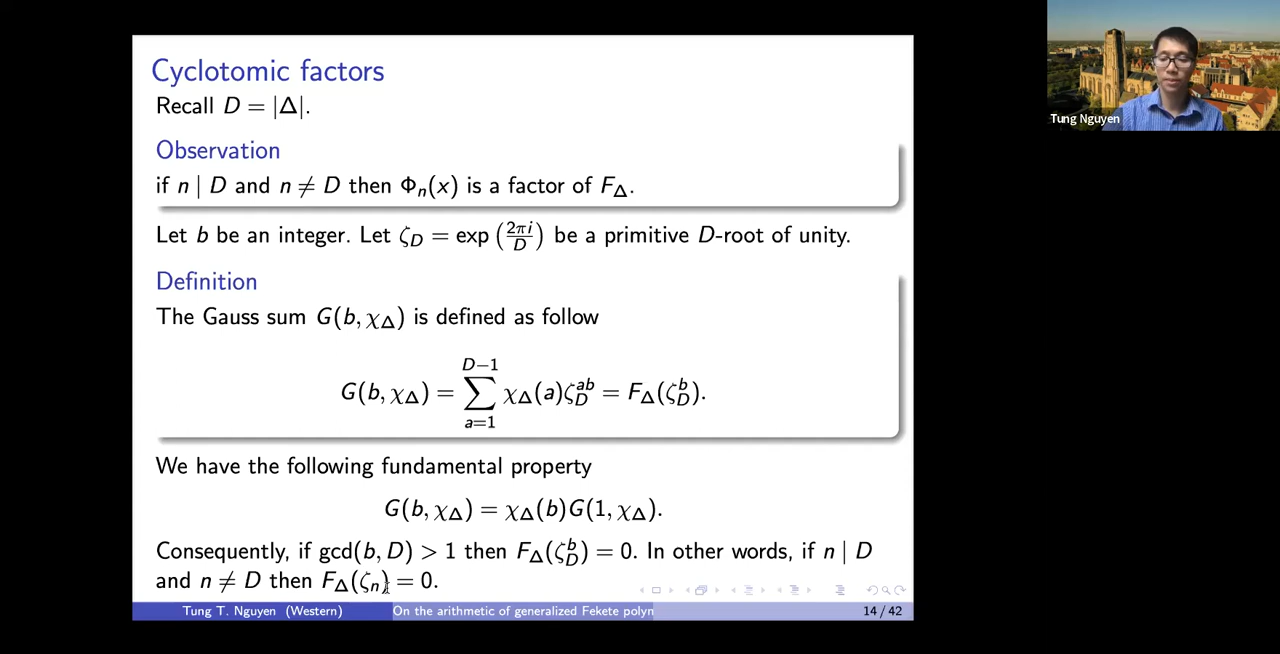 Cyclotomic factors
Recall D = |Δ|.
Observation
if n | D and n ≠ D then Φₙ(x) is a factor of F_Δ.
Let b be an integer. Let ζ_D = exp (2πi/D) be a primitive D-root of unity.
Definition
The Gauss sum G(b, χ_Δ) is defined as follow
G(b, χ_Δ) = ∑_{a=1}^{D−1} χ_Δ(a)ζ_D^{ab} = F_Δ(ζ_D^b).
We have the following fundamental property
G(b, χ_Δ) = χ_Δ(b)G(1, χ_Δ).
Consequently, if gcd(b, D) > 1 then F_Δ(ζ_D^b) = 0. In other words, if n | D
and n ≠ D then F_Δ(ζₙ) = 0.
Tung T. Nguyen (Western) On the arithmetic of generalized Fekete polyn 14 / 42
Tung Nguyen